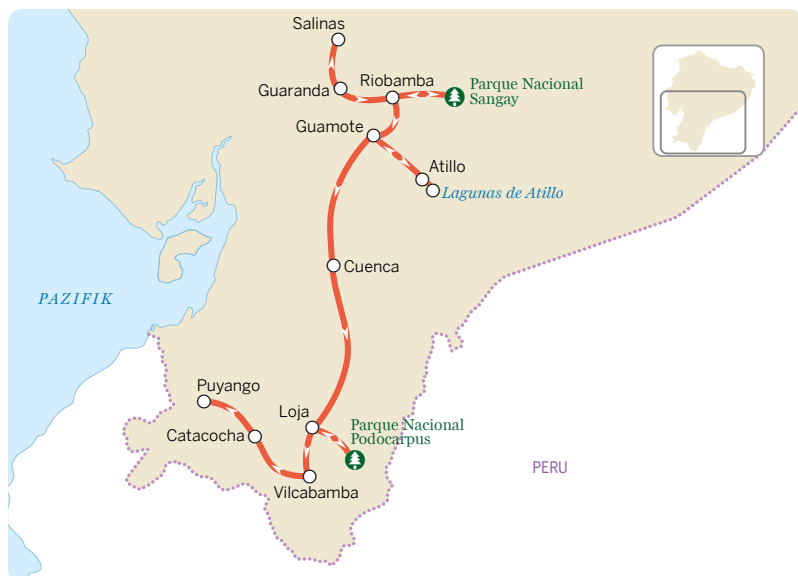 Salinas
Guaranda
Riobamba
Parque Nacional
Sangay
Guamote
Atillo
Lagunas de Atillo
Cuenca
PAZIFIK
Puyango
Loja
Parque Nacional
Podocarpus
Catacocha
PERU
Vilcabamba